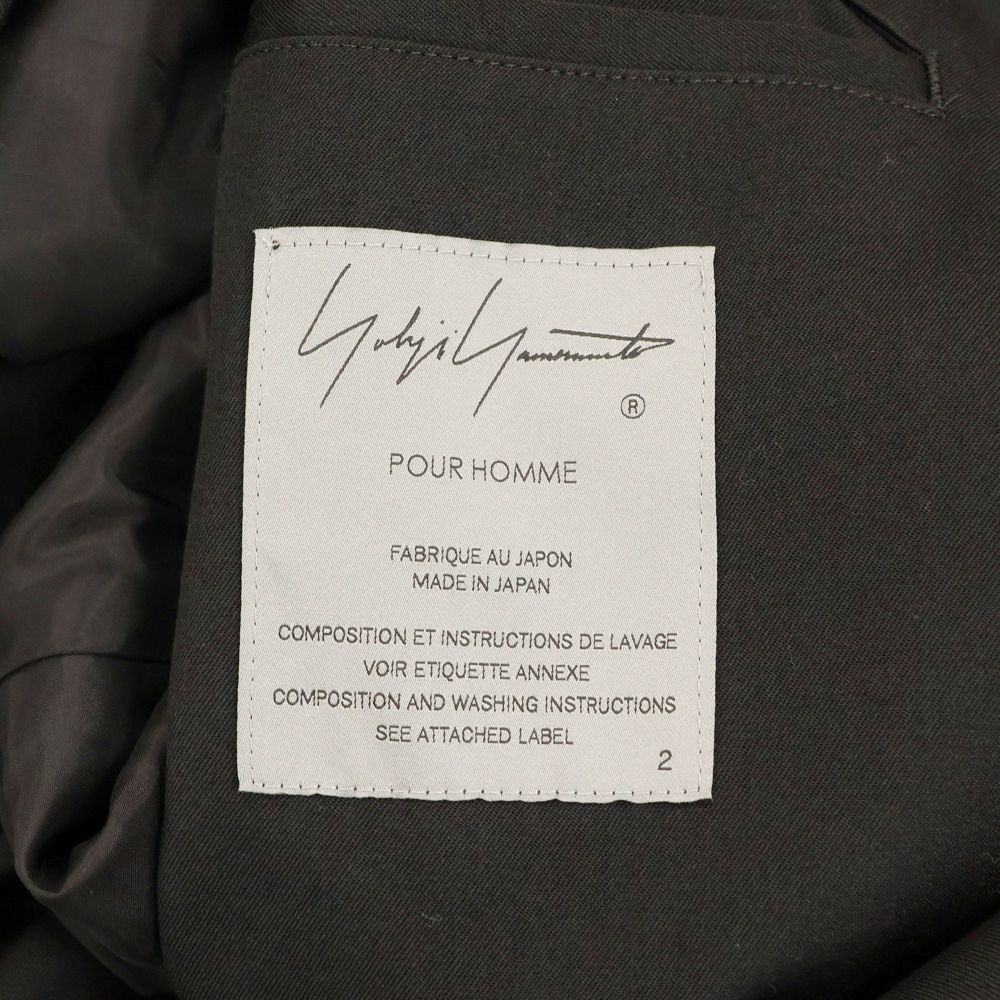 Yohji Yamamoto
®
POUR HOMME
FABRIQUE AU JAPON
MADE IN JAPAN
COMPOSITION ET INSTRUCTIONS DE LAVAGE
VOIR ETIQUETTE ANNEXE
COMPOSITION AND WASHING INSTRUCTIONS
SEE ATTACHED LABEL
2